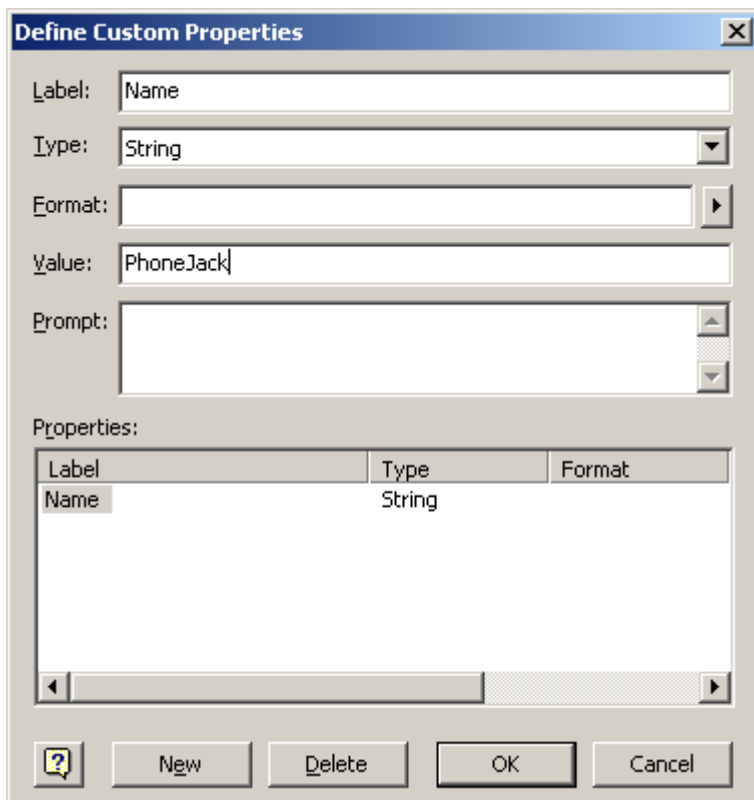 Define Custom Properties
Label: Name
Type: String
Format:
Value: PhoneJack
Prompt:
Properties:
Label Type Format
Name String
New Delete OK Cancel